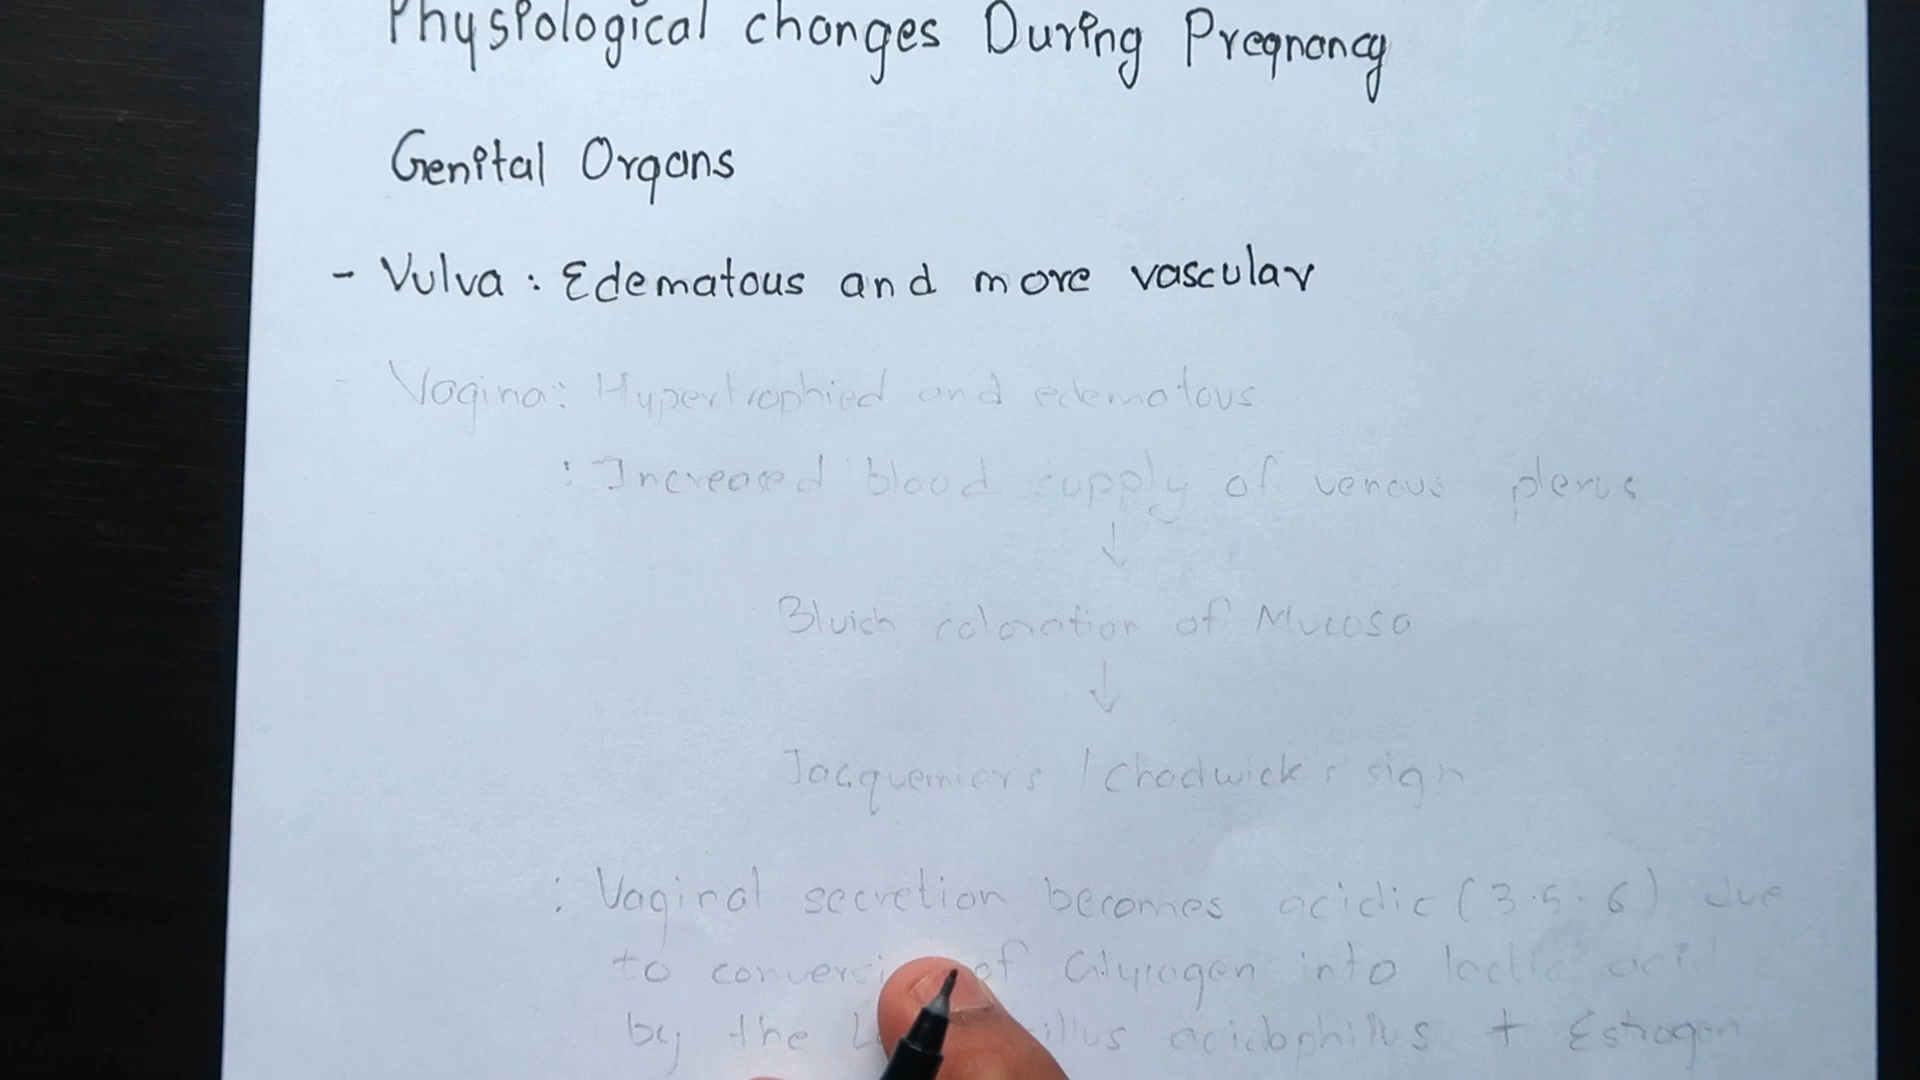 Physiological changes During Pregnancy
Genital Organs
- Vulva : Edematous and more vascular
- Vagina : Hypertrophied and edematous
: Increased blood supply of venous plexus
↓
Bluish coloration of Mucosa
↓
Jacquemier's / Chadwick's sign
: Vaginal secretion becomes acidic (3.5-6) due
to of Glycogen into lactic acid
by the acidophilus + Estrogen